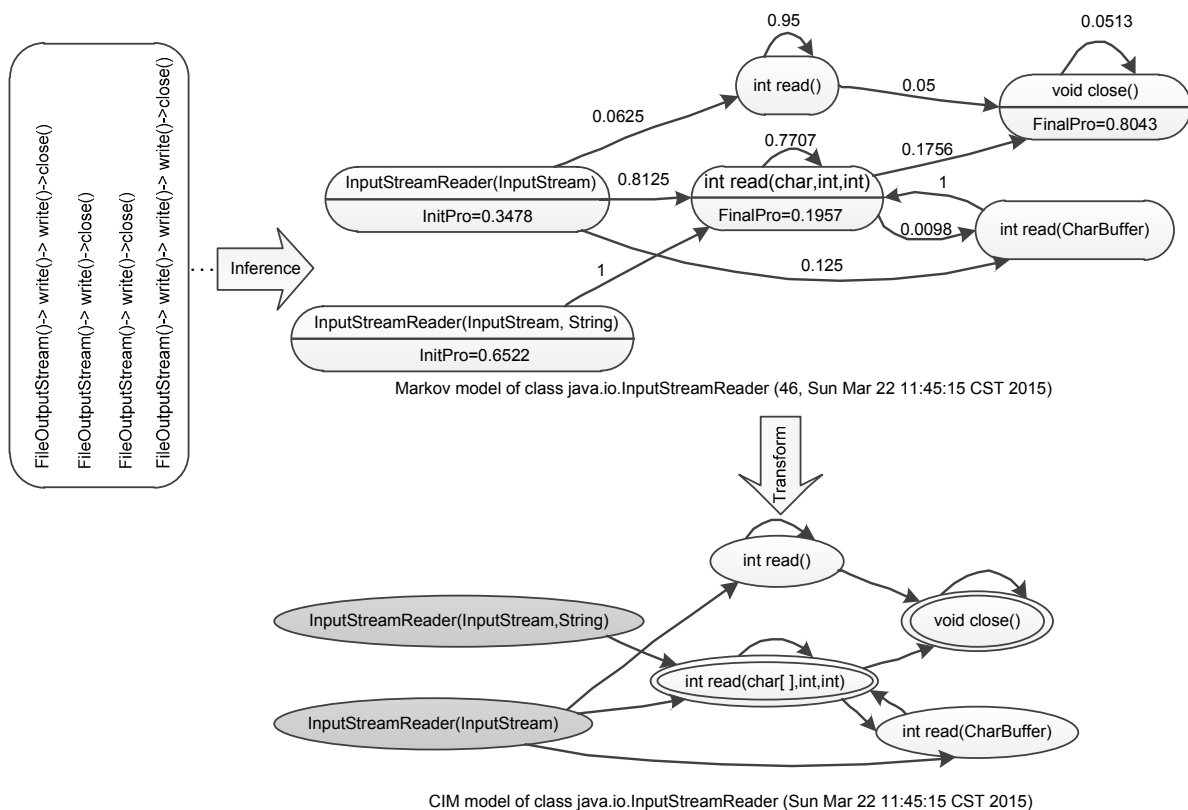 FileOutputStream()-> write()-> write()->close()
FileOutputStream()-> write()->close()
FileOutputStream()-> write()->close()
FileOutputStream()-> write()-> write()-> write()->close()
...
Inference
0.95
int read()
0.0625
0.05
0.0513
void close()
FinalPro=0.8043
InputStreamReader(InputStream)
InitPro=0.3478
0.8125
0.7707
int read(char,int,int)
FinalPro=0.1957
0.1756
1
0.0098
int read(CharBuffer)
0.125
1
InputStreamReader(InputStream, String)
InitPro=0.6522
Markov model of class java.io.InputStreamReader (46, Sun Mar 22 11:45:15 CST 2015)
Transform
int read()
InputStreamReader(InputStream,String)
void close()
int read(char[ ],int,int)
InputStreamReader(InputStream)
int read(CharBuffer)
CIM model of class java.io.InputStreamReader (Sun Mar 22 11:45:15 CST 2015)